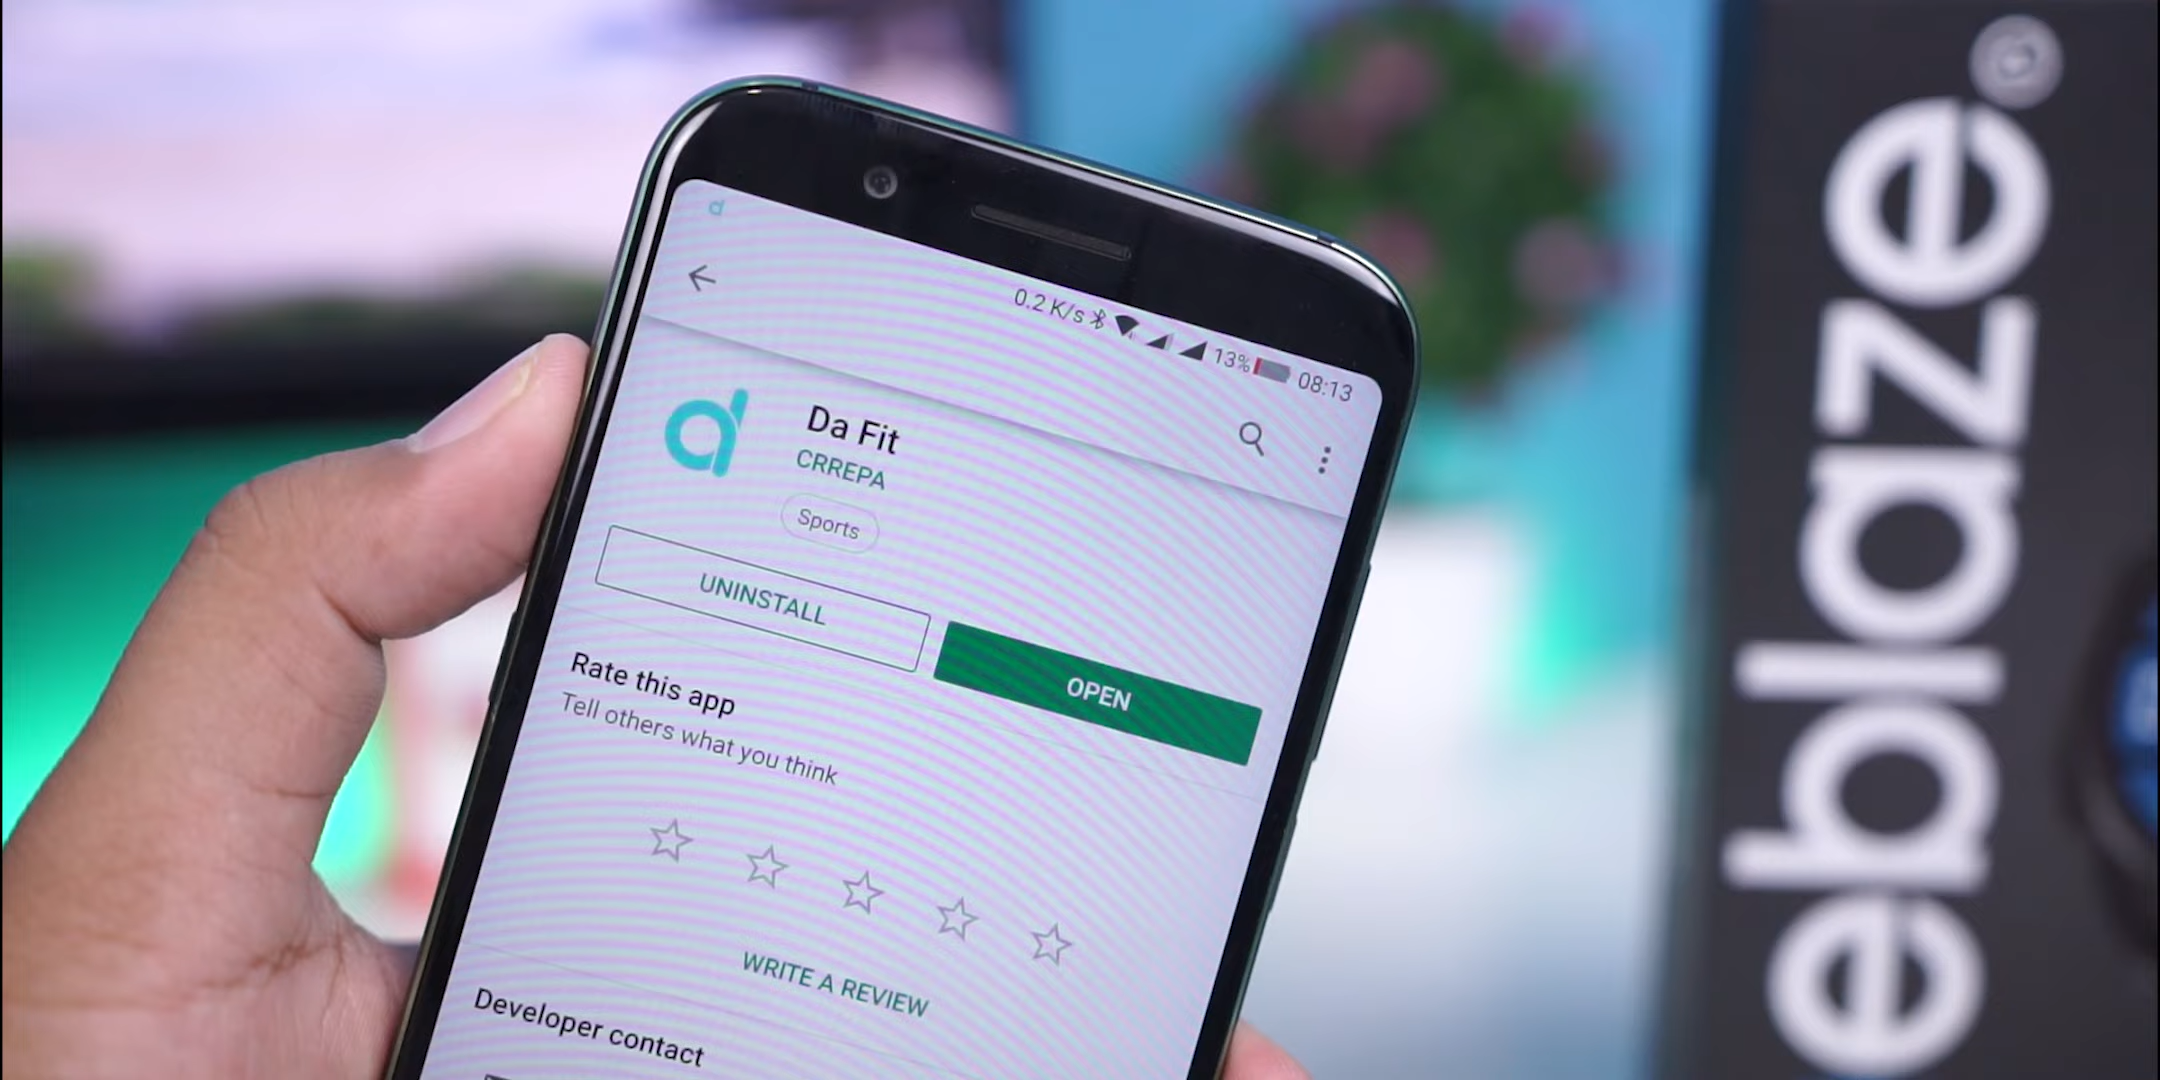 0.2 K/s 13% 08:13
Da Fit
CRREPA
Sports
UNINSTALL
OPEN
Rate this app
Tell others what you think
WRITE A REVIEW
Developer contact
eblaze®